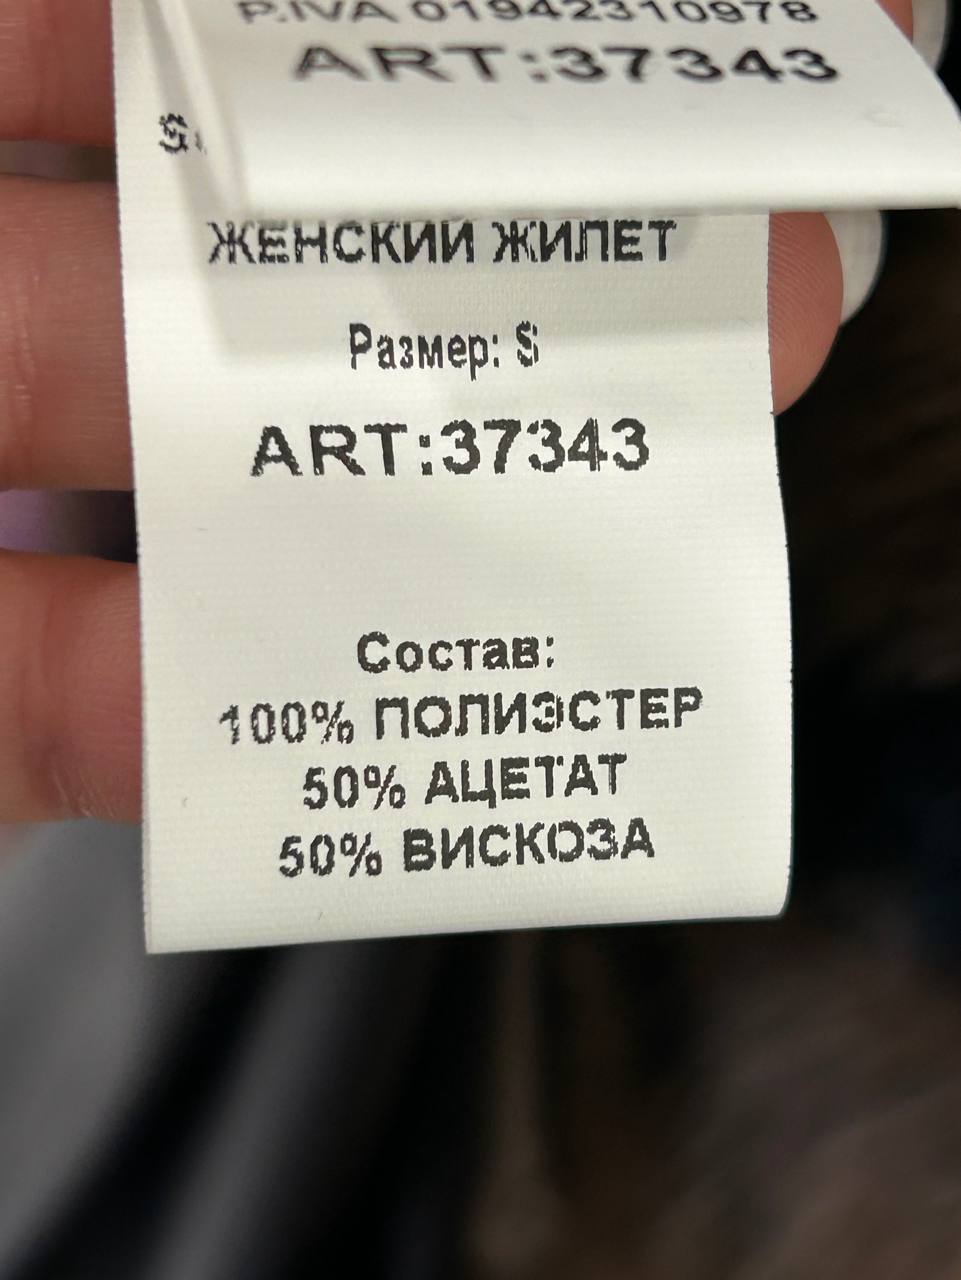 P.IVA 01942310978
ART:37343
S.
ЖЕНСКИЙ ЖИЛЕТ
Размер: S
ART:37343
Состав:
100% ПОЛИЭСТЕР
50% АЦЕТАТ
50% ВИСКОЗА